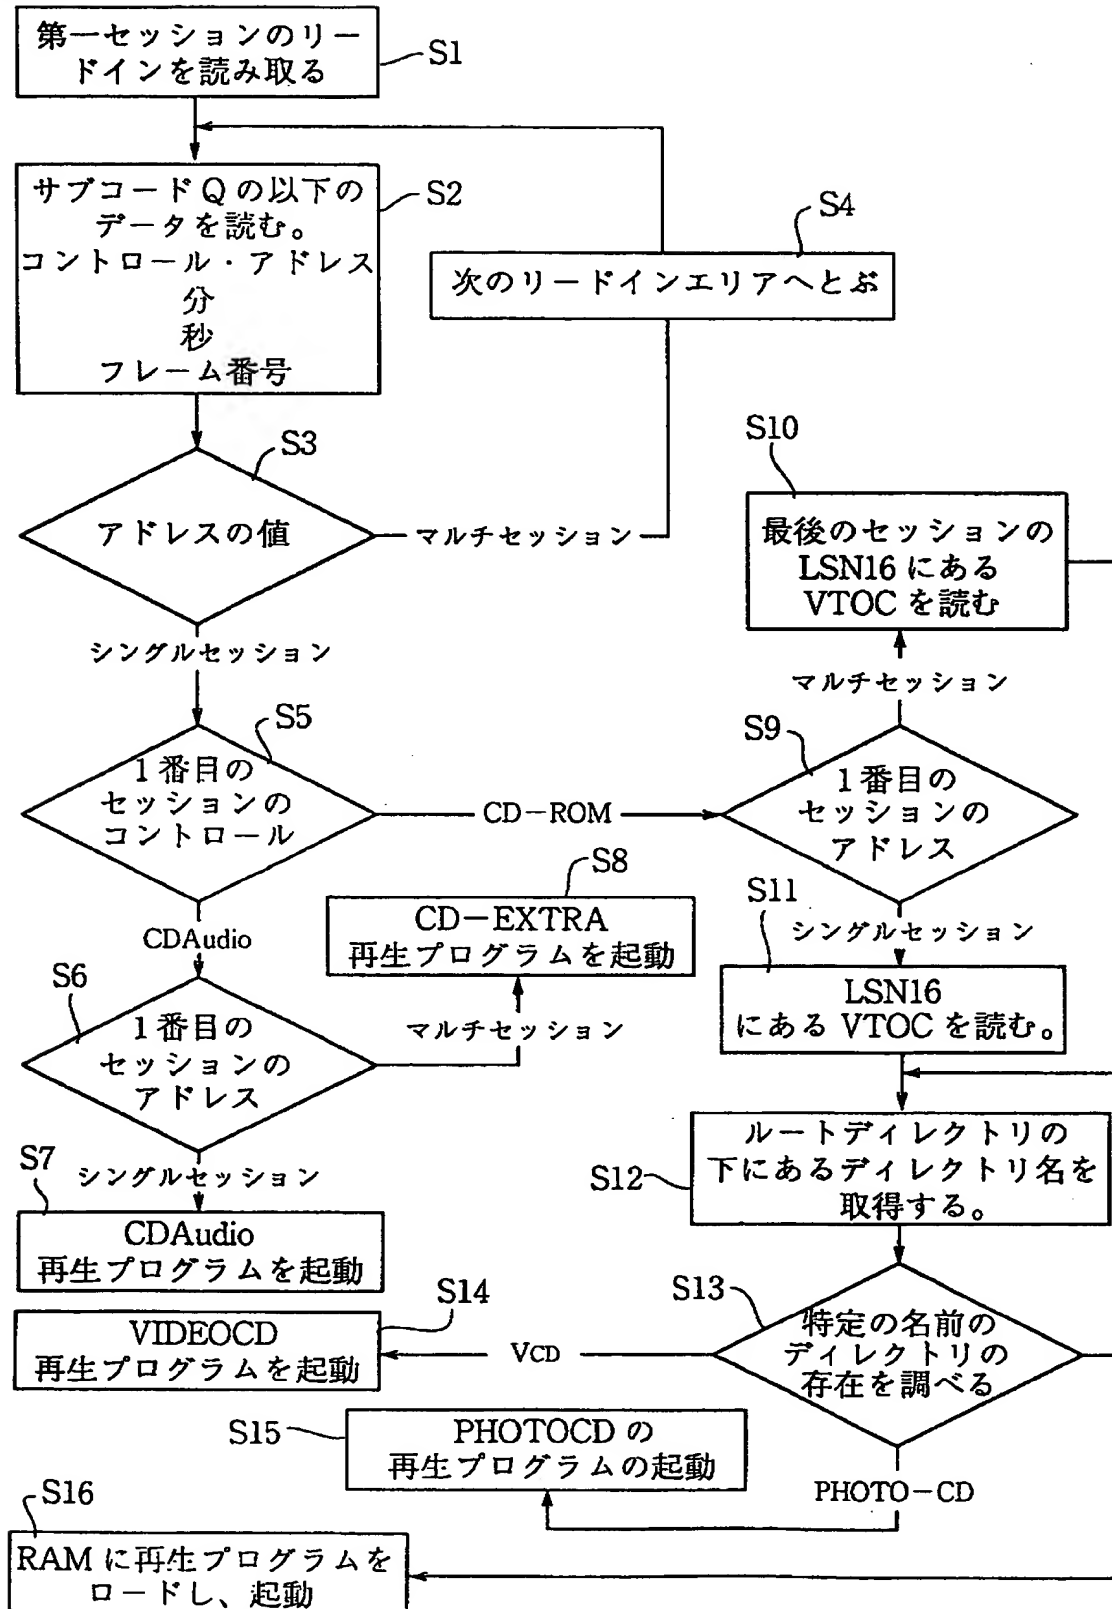 第一セッションのリー
ドインを読み取る
S1
サブコードQの以下の
データを読む。
コントロール・アドレス
分
秒
フレーム番号
S2
S4
次のリードインエリアへとぶ
S3
アドレスの値
マルチセッション
シングルセッション
S10
最後のセッションの
LSN16にある
VTOCを読む
マルチセッション
S5
1番目の
セッションの
コントロール
CD-ROM
S9
1番目の
セッションの
アドレス
CDAudio
S8
CD-EXTRA
再生プログラムを起動
S11
シングルセッション
LSN16
にあるVTOCを読む。
S6
1番目の
セッションの
アドレス
マルチセッション
S7
シングルセッション
CDAudio
再生プログラムを起動
S12
ルートディレクトリの
下にあるディレクトリ名を
取得する。
S13
特定の名前の
ディレクトリの
存在を調べる
VCD
S14
VIDEOCD
再生プログラムを起動
S15
PHOTOCDの
再生プログラムの起動
PHOTO-CD
S16
RAMに再生プログラムを
ロードし、起動